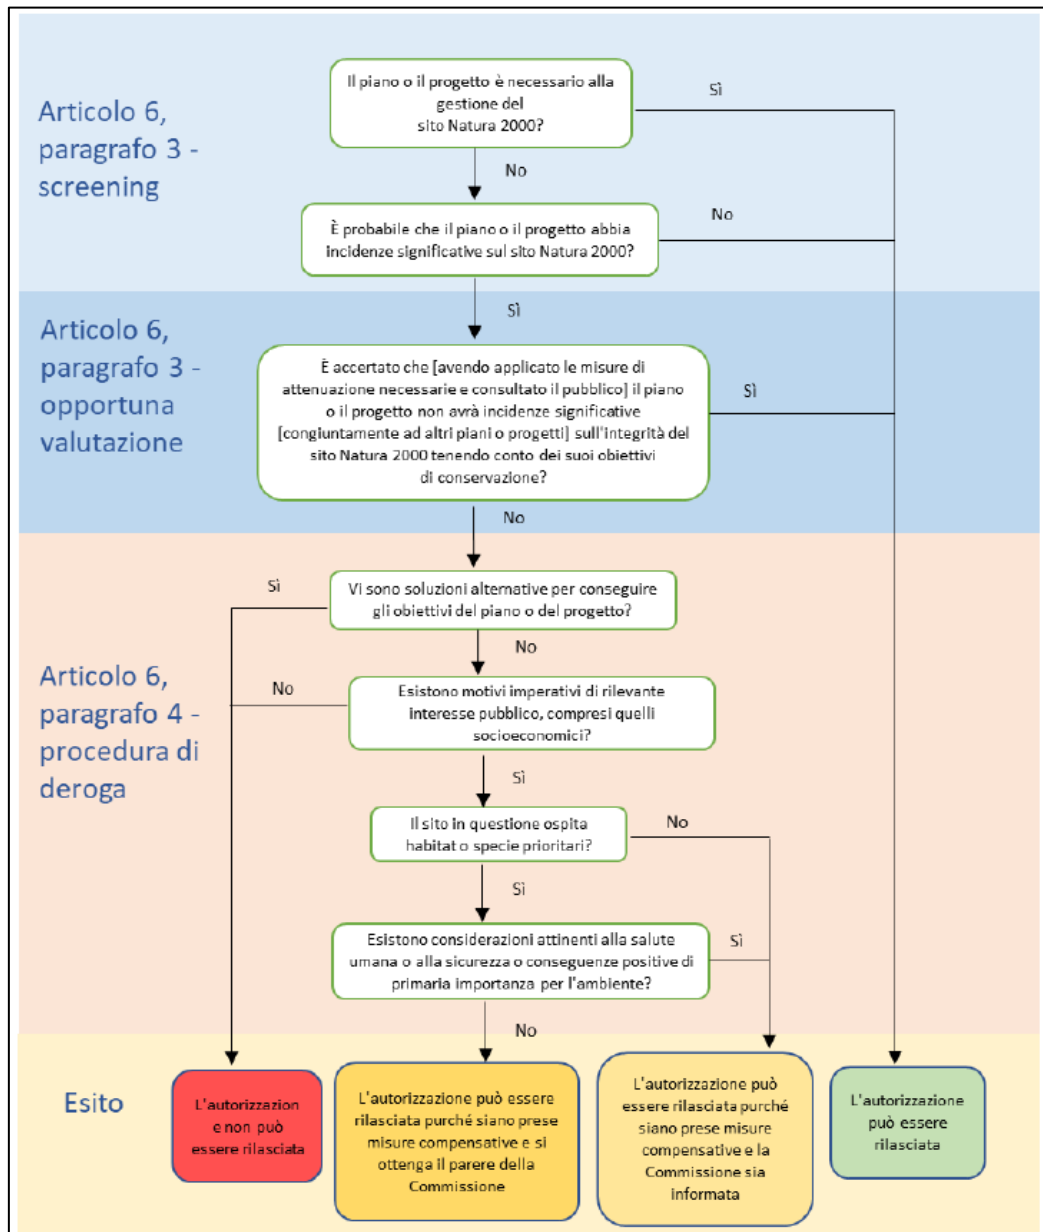 Articolo 6,
paragrafo 3 -
screening
Il piano o il progetto è necessario alla
gestione del
sito Natura 2000?
Sì
No
È probabile che il piano o il progetto abbia
incidenze significative sul sito Natura 2000?
No
Sì
Articolo 6,
paragrafo 3 -
opportuna
valutazione
È accertato che [avendo applicato le misure di
attenuazione necessarie e consultato il pubblico] il piano
o il progetto non avrà incidenze significative
[congiuntamente ad altri piani o progetti] sull'integrità del
sito Natura 2000 tenendo conto dei suoi obiettivi
di conservazione?
Sì
No
Articolo 6,
paragrafo 4 -
procedura di
deroga
Sì
Vi sono soluzioni alternative per conseguire
gli obiettivi del piano o del progetto?
No
No
Esistono motivi imperativi di rilevante
interesse pubblico, compresi quelli
socioeconomici?
Sì
Il sito in questione ospita
habitat o specie prioritari?
No
Sì
Esistono considerazioni attinenti alla salute
umana o alla sicurezza o conseguenze positive di
primaria importanza per l'ambiente?
Sì
No
Esito
L'autorizzazion
e non può
essere rilasciata
L'autorizzazione può essere
rilasciata purché siano prese
misure compensative e si
ottenga il parere della
Commissione
L'autorizzazione può
essere rilasciata purché
siano prese misure
compensative e la
Commissione sia
informata
L'autorizzazione
può essere
rilasciata